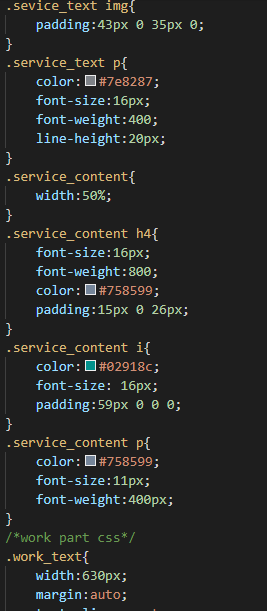 .sevice_text img{
padding:43px 0 35px 0;
}
.service_text p{
color:#7e8287;
font-size:16px;
font-weight:400;
line-height:20px;
}
.service_content{
width:50%;
}
.service_content h4{
font-size:16px;
font-weight:800;
color:#758599;
padding:15px 0 26px;
}
.service_content i{
color:#02918c;
font-size: 16px;
padding:59px 0 0 0;
}
.service_content p{
color:#758599;
font-size:11px;
font-weight:400px;
}
/*work part css*/
.work_text{
width:630px;
margin:auto;